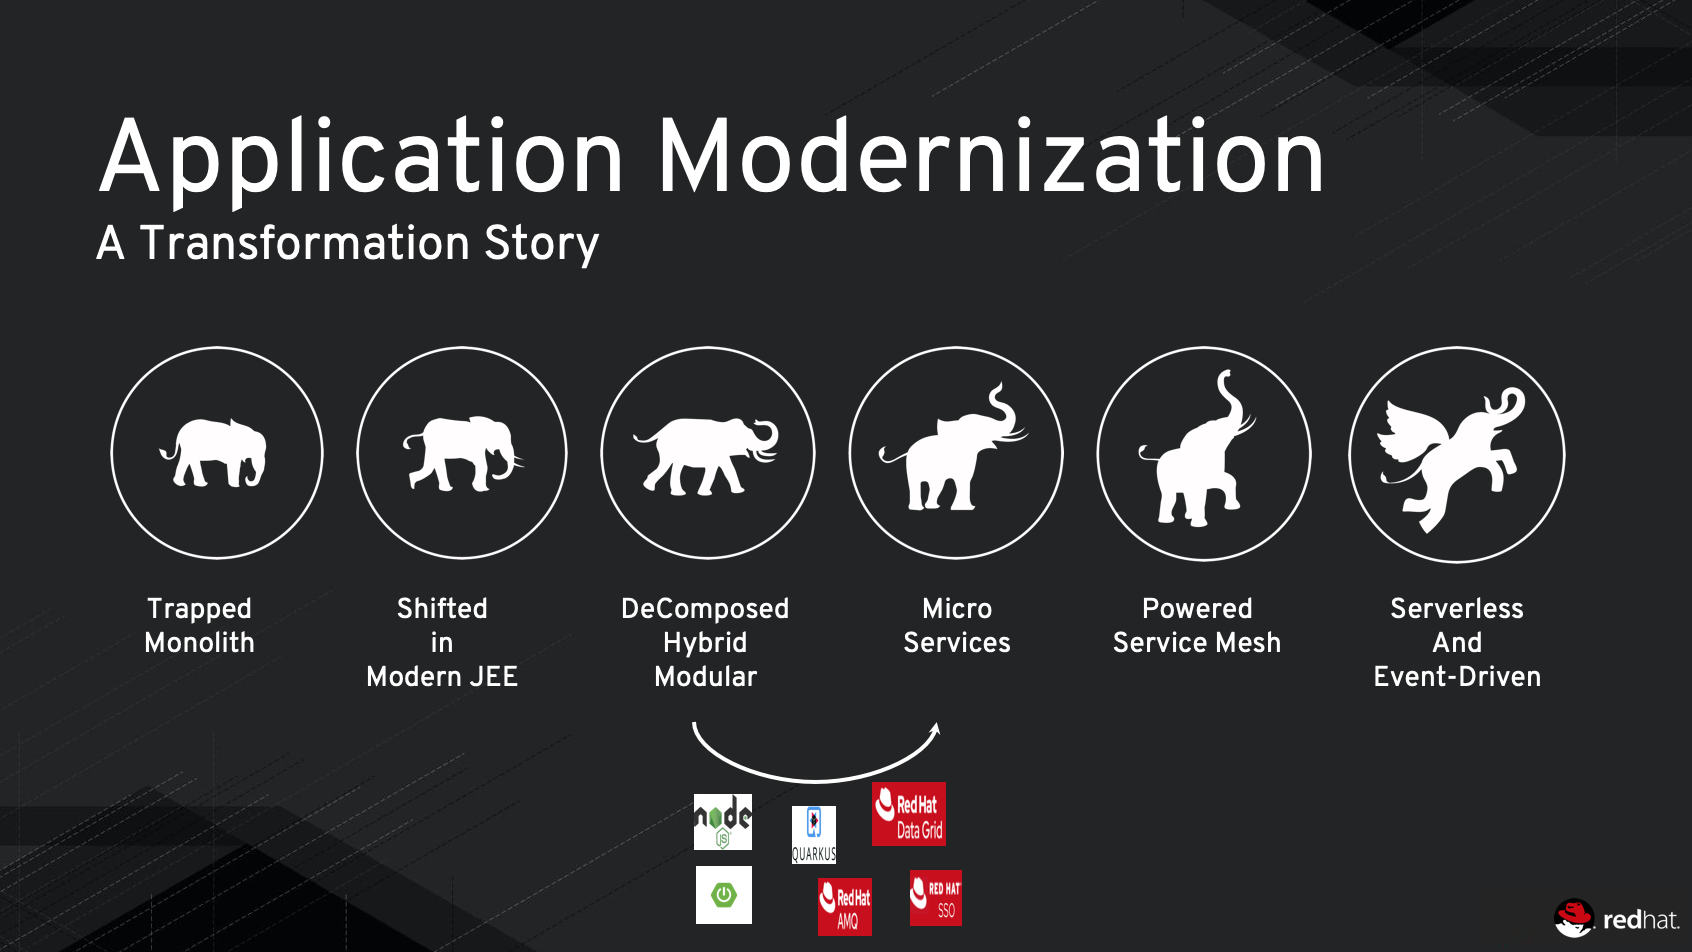 Application Modernization
A Transformation Story
Trapped
Monolith
Shifted
in
Modern JEE
DeComposed
Hybrid
Modular
Micro
Services
Powered
Service Mesh
Serverless
And
Event-Driven
node
JS
QUARKUS
Red Hat
Data Grid
Red Hat
AMQ
RED HAT
SSO
redhat.